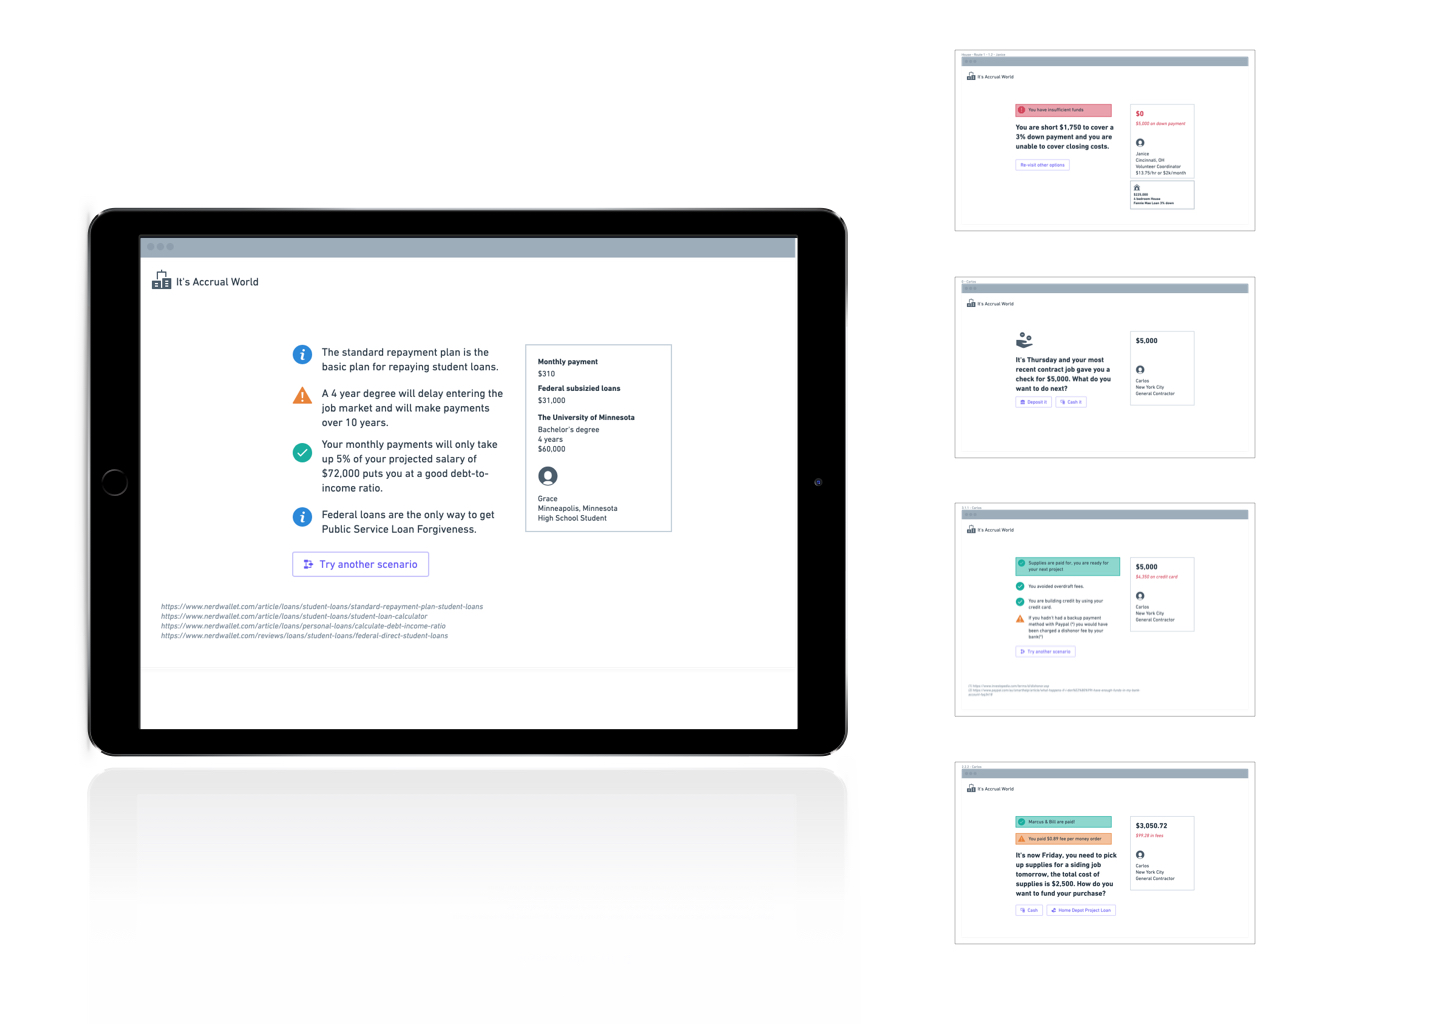 It's Accrual World
The standard repayment plan is the
basic plan for repaying student loans.
A 4 year degree will delay entering the
job market and will make payments
over 10 years.
Your monthly payments will only take
up 5% of your projected salary of
$72,000 puts you at a good debt-to-
income ratio.
Federal loans are the only way to get
Public Service Loan Forgiveness.
Try another scenario
Monthly payment
$310
Federal subsizied loans
$31,000
The University of Minnesota
Bachelor's degree
4 years
$60,000
Grace
Minneapolis, Minnesota
High School Student
https://www.nerdwallet.com/article/loans/student-loans/standard-repayment-plan-student-loans
https://www.nerdwallet.com/article/loans/student-loans/student-loan-calculator
https://www.nerdwallet.com/article/loans/personal-loans/calculate-debt-income-ratio
https://www.nerdwallet.com/reviews/loans/student-loans/federal-direct-student-loans
It's Accrual World
You have insufficient funds
You are short $1,750 to cover a
3% down payment and you are
unable to cover closing costs.
Re-visit other options
$0
$5,000 on down payment
Janice
Cincinnati, OH
Volunteer Coordinator
$13.75/hr or $2k/month
$225,000
4 bedroom House
Fannie Mae Loan 3% down
It's Accrual World
It's Thursday and your most
recent contract job gave you a
check for $5,000. What do you
want to do next?
Deposit it
Cash it
$5,000
Carlos
New York City
General Contractor
It's Accrual World
Supplies are paid for, you are ready for
your next project
You avoided overdraft fees.
You are building credit by using your
credit card.
If you hadn't had a backup payment
method with Paypal (²) you would have
been charged a dishonor fee by your
bank(¹)
Try another scenario
$5,000
$4,350 on credit card
Carlos
New York City
General Contractor
It's Accrual World
Marcus & Bill are paid!
You paid $0.89 fee per money order
It's now Friday, you need to pick
up supplies for a siding job
tomorrow, the total cost of
supplies is $2,500. How do you
want to fund your purchase?
Cash
Home Depot Project Loan
$3,050.72
$99.28 in fees
Carlos
New York City
General Contractor